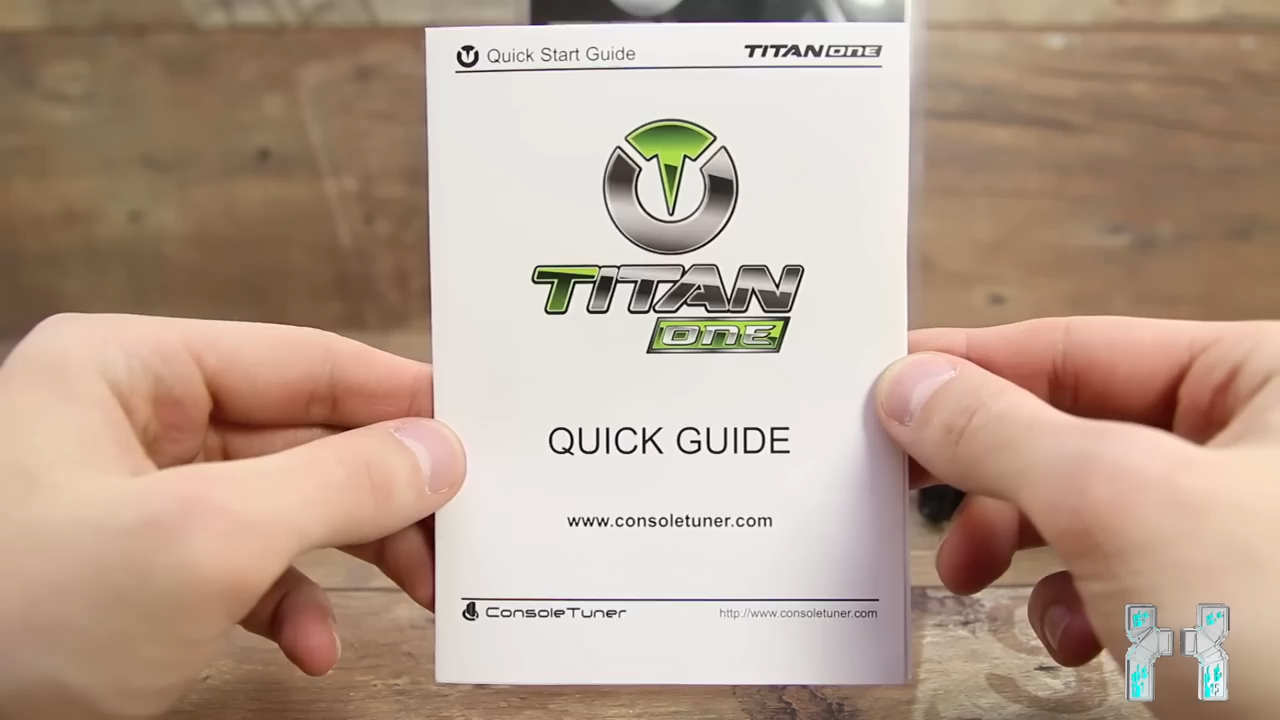 Quick Start Guide TITAN ONE
TITAN
ONE
QUICK GUIDE
www.consoletuner.com
ConsoleTuner http://www.consoletuner.com